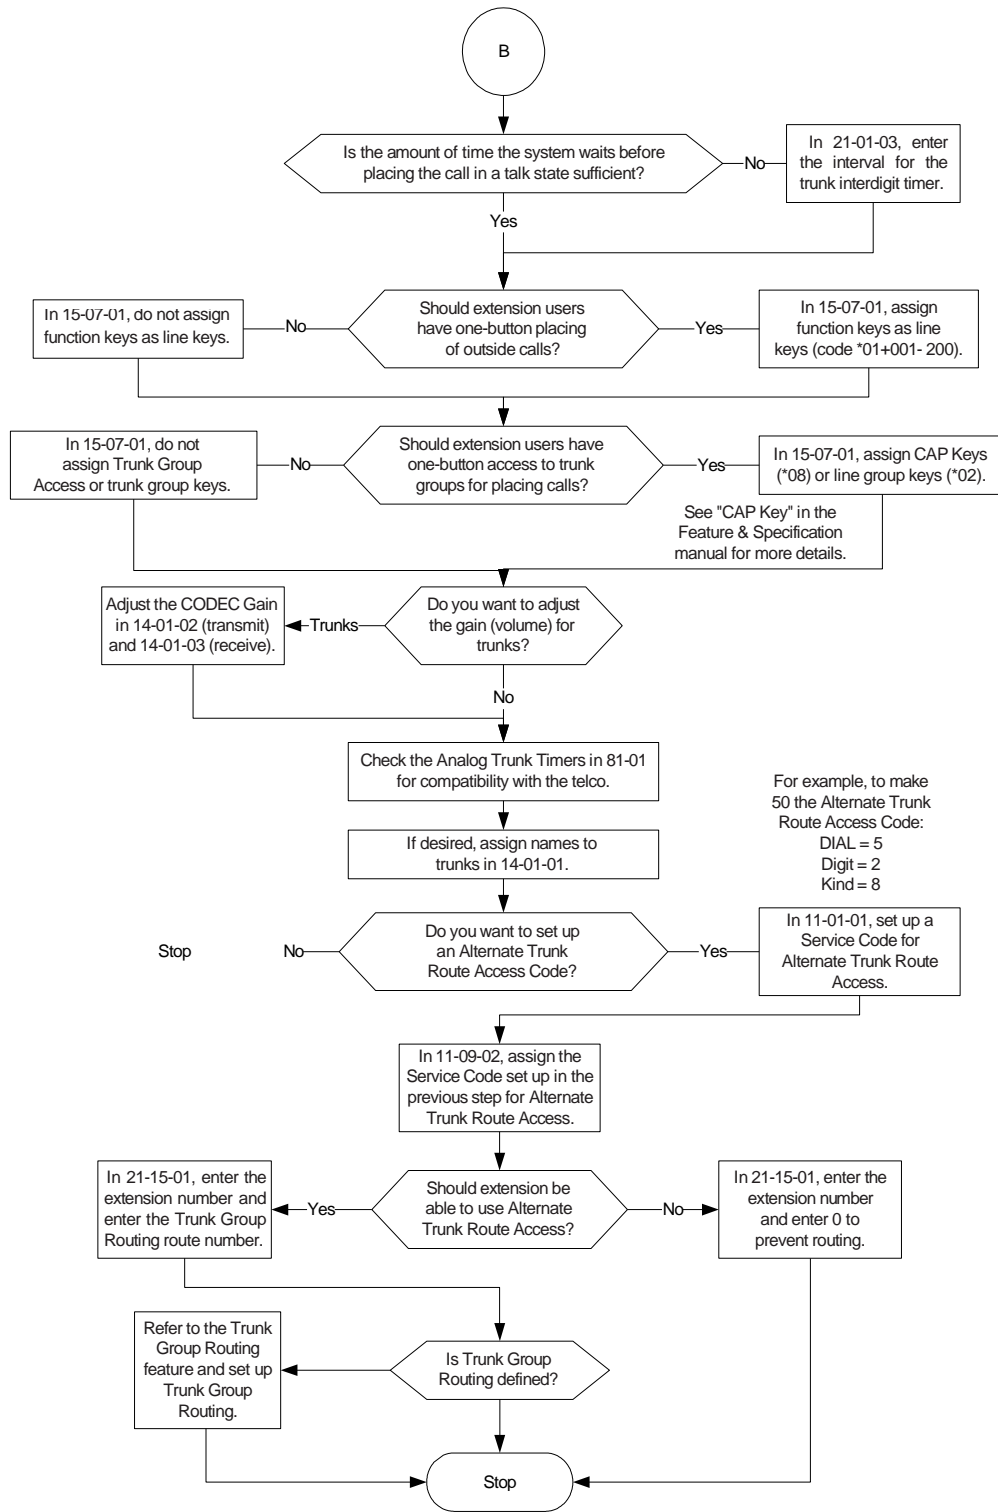 B
Is the amount of time the system waits before
placing the call in a talk state sufficient?
No
In 21-01-03, enter
the interval for the
trunk interdigit timer.
Yes
In 15-07-01, do not assign
function keys as line keys.
No
Should extension users
have one-button placing
of outside calls?
Yes
In 15-07-01, assign
function keys as line
keys (code *01+001- 200).
In 15-07-01, do not
assign Trunk Group
Access or trunk group keys.
No
Should extension users have
one-button access to trunk
groups for placing calls?
Yes
In 15-07-01, assign CAP Keys
(*08) or line group keys (*02).
See "CAP Key" in the
Feature & Specification
manual for more details.
Adjust the CODEC Gain
in 14-01-02 (transmit)
and 14-01-03 (receive).
Trunks
Do you want to adjust
the gain (volume) for
trunks?
No
Check the Analog Trunk Timers in 81-01
for compatibility with the telco.
If desired, assign names to
trunks in 14-01-01.
For example, to make
50 the Alternate Trunk
Route Access Code:
DIAL = 5
Digit = 2
Kind = 8
Stop
No
Do you want to set up
an Alternate Trunk
Route Access Code?
Yes
In 11-01-01, set up a
Service Code for
Alternate Trunk Route
Access.
In 11-09-02, assign the
Service Code set up in the
previous step for Alternate
Trunk Route Access.
In 21-15-01, enter the
extension number and
enter the Trunk Group
Routing route number.
Yes
Should extension be
able to use Alternate
Trunk Route Access?
No
In 21-15-01, enter the
extension number
and enter 0 to
prevent routing.
Refer to the Trunk
Group Routing
feature and set up
Trunk Group
Routing.
Is Trunk Group
Routing defined?
Stop